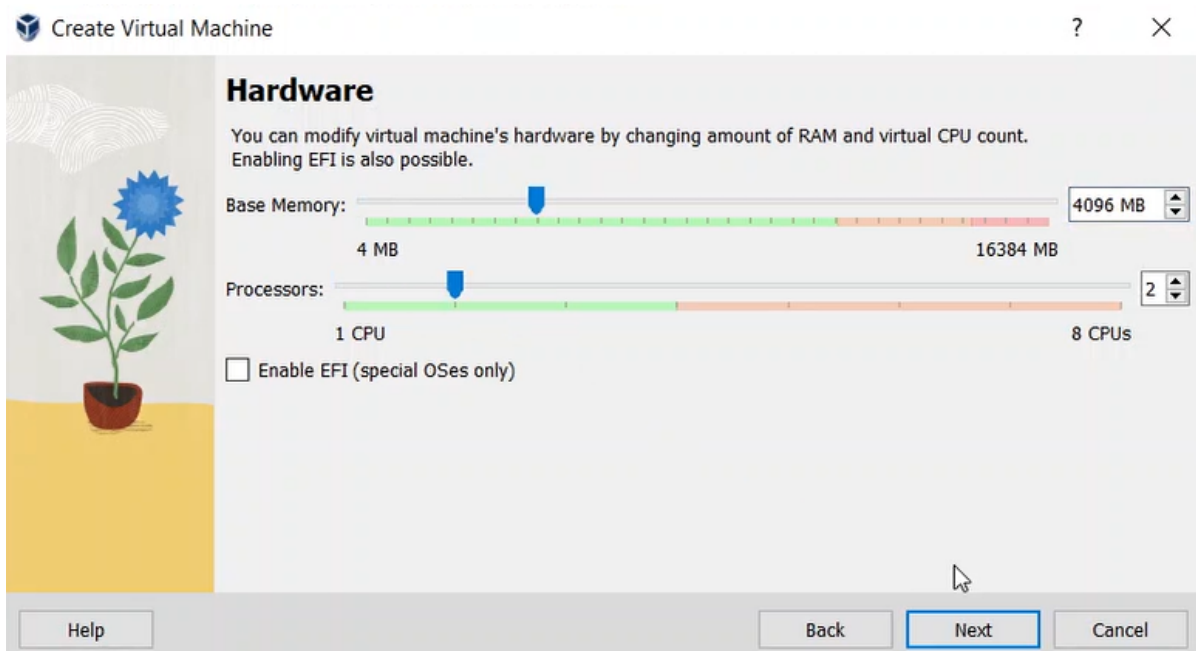 Create Virtual Machine ?
Hardware
You can modify virtual machine's hardware by changing amount of RAM and virtual CPU count.
Enabling EFI is also possible.
Base Memory: 4096 MB
4 MB 16384 MB
Processors: 2
1 CPU 8 CPUs
Enable EFI (special OSes only)
Help Back Next Cancel